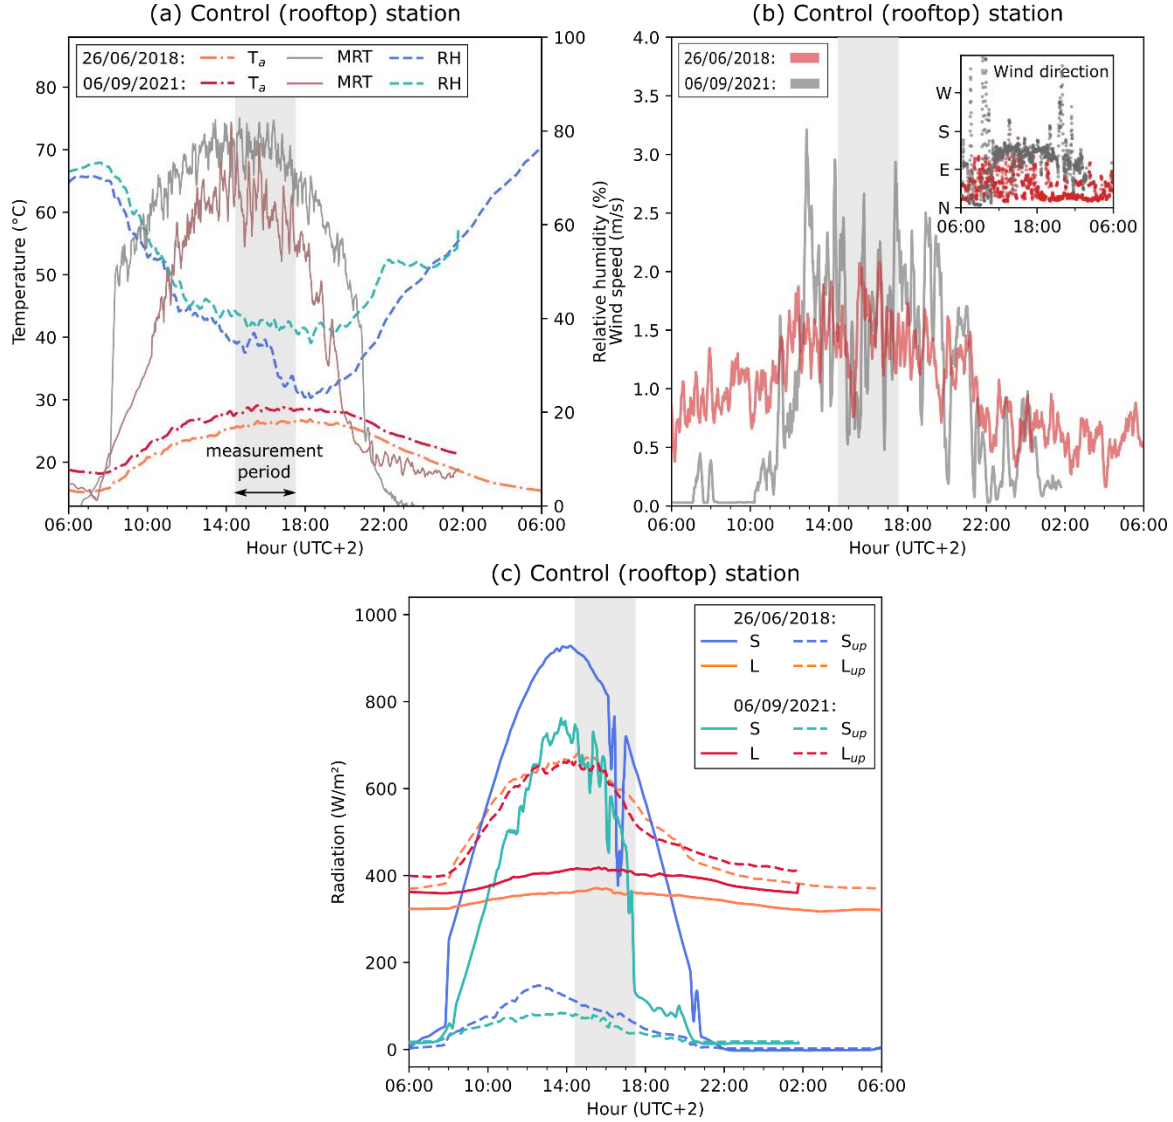 (a) Control (rooftop) station
26/06/2018: Tₐ MRT RH
06/09/2021: Tₐ MRT RH
Temperature (°C)
80
70
60
50
40
30
20
100
80
60
40
20
0
Relative humidity (%)
measurement
period
06:00 10:00 14:00 18:00 22:00 02:00 06:00
Hour (UTC+2)
(b) Control (rooftop) station
26/06/2018:
06/09/2021:
Wind speed (m/s)
4.0
3.5
3.0
2.5
2.0
1.5
1.0
0.5
0.0
Wind direction
W
S
E
N
06:00 18:00 06:00
06:00 10:00 14:00 18:00 22:00 02:00 06:00
Hour (UTC+2)
(c) Control (rooftop) station
26/06/2018:
S S_up
L L_up
06/09/2021:
S S_up
L L_up
Radiation (W/m²)
1000
800
600
400
200
0
06:00 10:00 14:00 18:00 22:00 02:00 06:00
Hour (UTC+2)